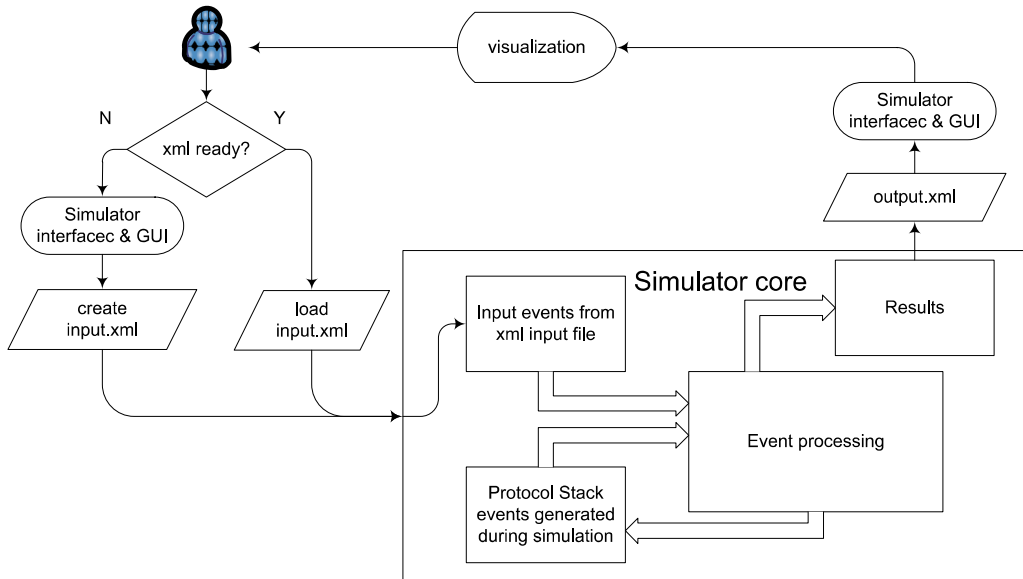 visualization
N
Y
xml ready?
Simulator
interfacec & GUI
Simulator
interfacec & GUI
output.xml
create
input.xml
load
input.xml
Simulator core
Input events from
xml input file
Results
Event processing
Protocol Stack
events generated
during simulation